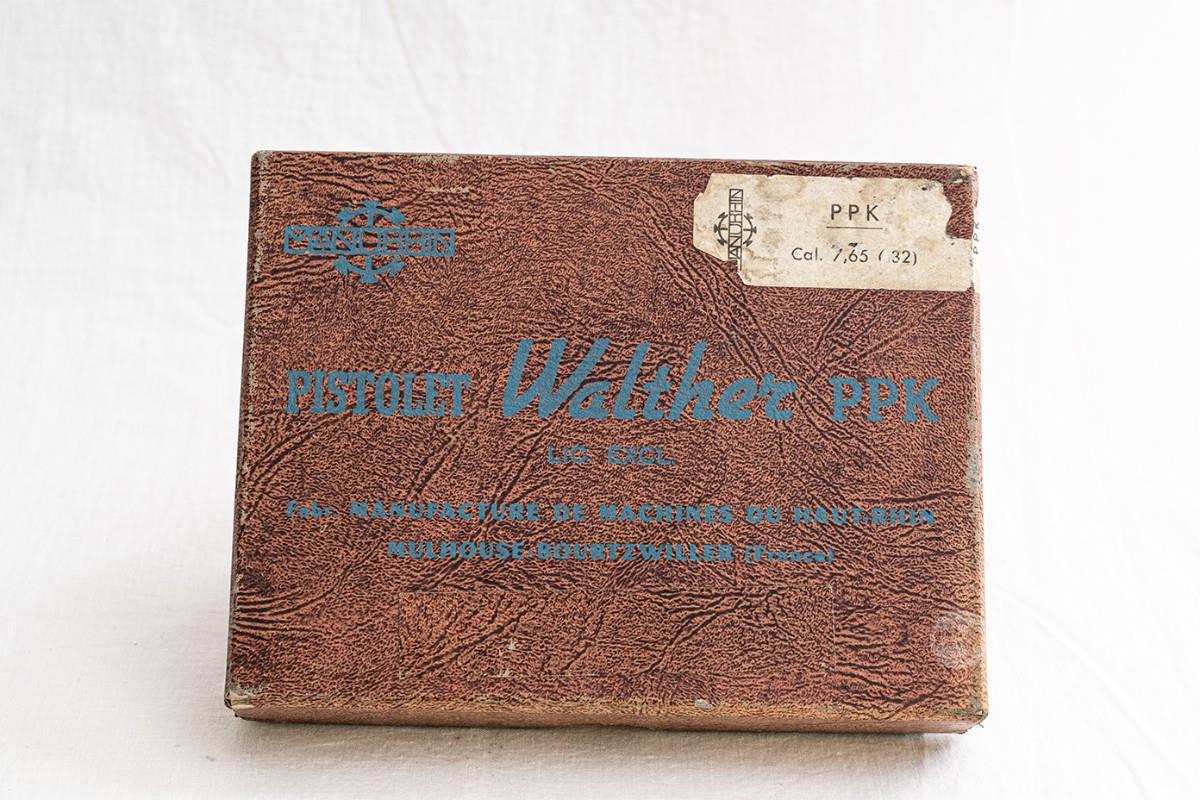 MANURHIN
MANURHIN
PPK
Cal. 7,65 (.32)
PPK
PISTOLET Walther PPK
LIC. EXCL.
Fabr. MANUFACTURE DE MACHINES DU HAUT-RHIN
MULHOUSE-BOURTZWILLER (France)